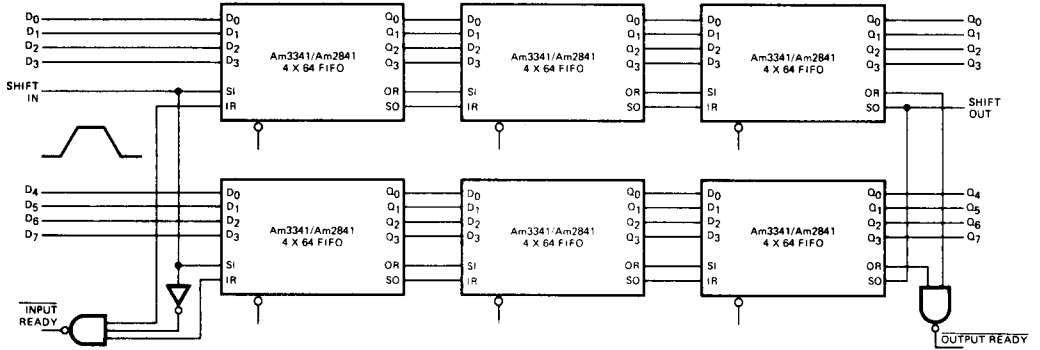 D0 D0 Q0 D0 Q0 D0 Q0 Q0
D1 D1 Q1 D1 Q1 D1 Q1 Q1
D2 D2 Q2 D2 Q2 D2 Q2 Q2
D3 D3 Q3 D3 Q3 D3 Q3 Q3
Am3341/Am2841 Am3341/Am2841 Am3341/Am2841
4 X 64 FIFO 4 X 64 FIFO 4 X 64 FIFO
SHIFT IN SI OR SI OR SI OR
IR SO IR SO IR SO SHIFT OUT
D4 D0 Q0 D0 Q0 D0 Q0 Q4
D5 D1 Q1 D1 Q1 D1 Q1 Q5
D6 D2 Q2 D2 Q2 D2 Q2 Q6
D7 D3 Q3 D3 Q3 D3 Q3 Q7
Am3341/Am2841 Am3341/Am2841 Am3341/Am2841
4 X 64 FIFO 4 X 64 FIFO 4 X 64 FIFO
SI OR SI OR SI OR
IR SO IR SO IR SO
INPUT READY
OUTPUT READY